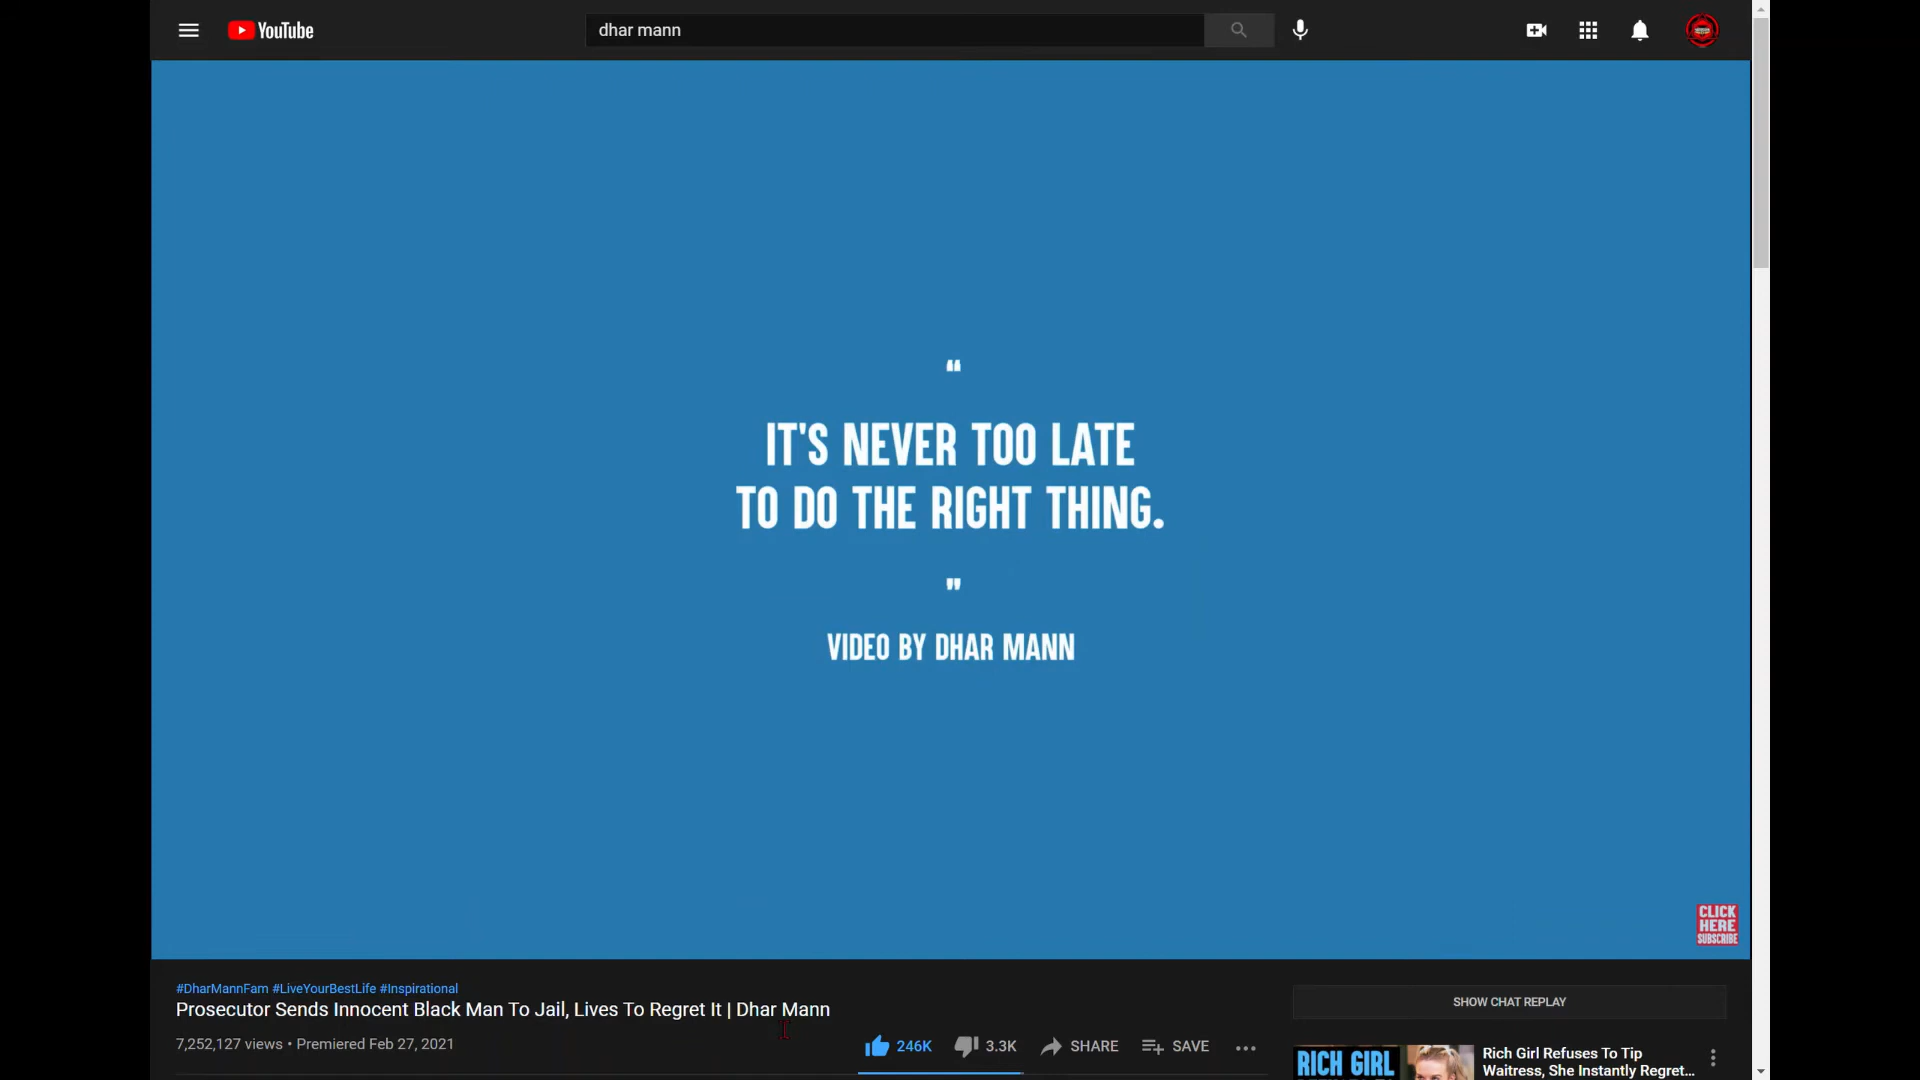 YouTube
dhar mann
“
IT'S NEVER TOO LATE
TO DO THE RIGHT THING.
”
VIDEO BY DHAR MANN
CLICK
HERE
SUBSCRIBE
#DharMannFam #LiveYourBestLife #Inspirational
Prosecutor Sends Innocent Black Man To Jail, Lives To Regret It | Dhar Mann
7,252,127 views • Premiered Feb 27, 2021
246K 3.3K SHARE SAVE
SHOW CHAT REPLAY
RICH GIRL
Rich Girl Refuses To Tip
Waitress, She Instantly Regret...